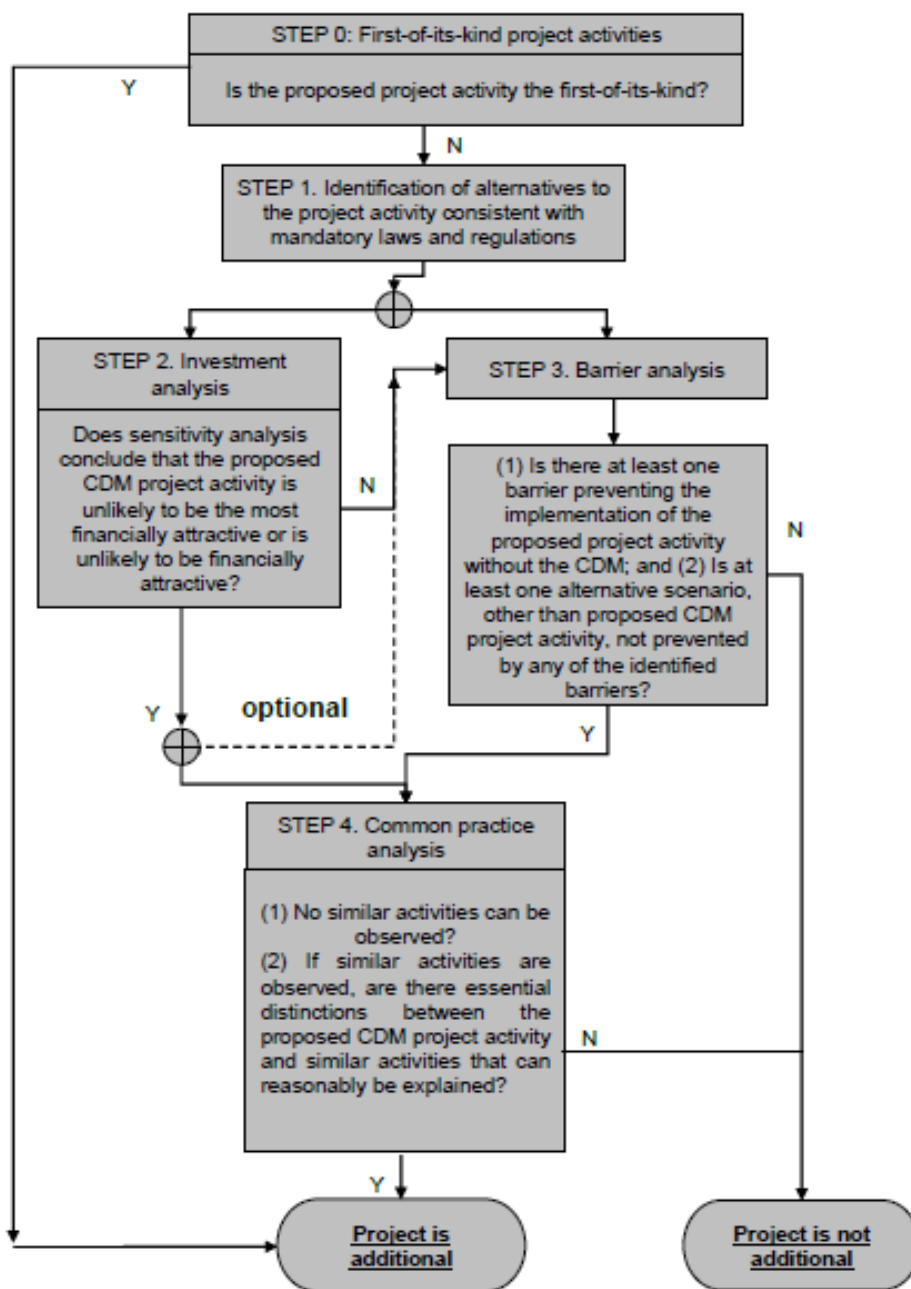 STEP 0: First-of-its-kind project activities
Y
Is the proposed project activity the first-of-its-kind?
N
STEP 1. Identification of alternatives to
the project activity consistent with
mandatory laws and regulations
STEP 2. Investment
analysis
Does sensitivity analysis
conclude that the proposed
CDM project activity is
unlikely to be the most
financially attractive or is
unlikely to be financially
attractive?
N
STEP 3. Barrier analysis
(1) Is there at least one
barrier preventing the
implementation of the
proposed project activity
without the CDM; and (2) Is at
least one alternative scenario,
other than proposed CDM
project activity, not prevented
by any of the identified
barriers?
N
Y
optional
Y
STEP 4. Common practice
analysis
(1) No similar activities can be
observed?
(2) If similar activities are
observed, are there essential
distinctions between the
proposed CDM project activity
and similar activities that can
reasonably be explained?
N
Y
Project is
additional
Project is not
additional